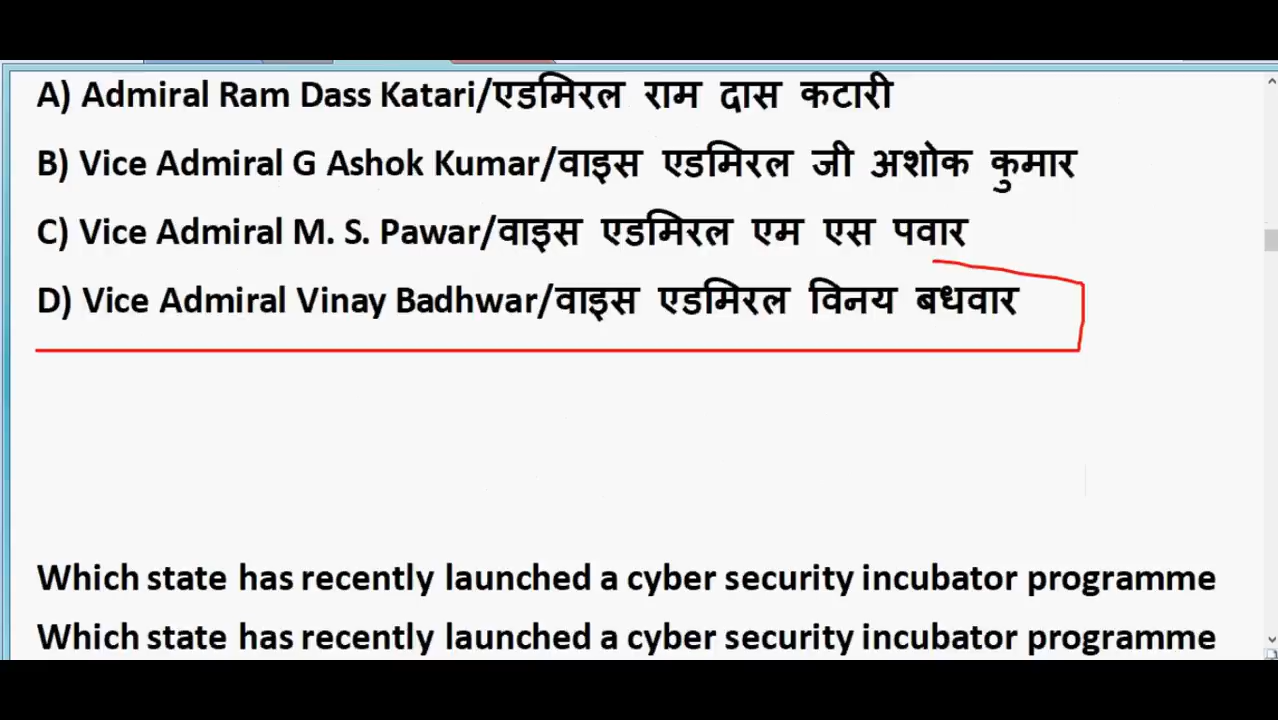 A) Admiral Ram Dass Katari/एडमिरल राम दास कटारी
B) Vice Admiral G Ashok Kumar/वाइस एडमिरल जी अशोक कुमार
C) Vice Admiral M. S. Pawar/वाइस एडमिरल एम एस पवार
D) Vice Admiral Vinay Badhwar/वाइस एडमिरल विनय बधवार
Which state has recently launched a cyber security incubator programme
Which state has recently launched a cyber security incubator programme